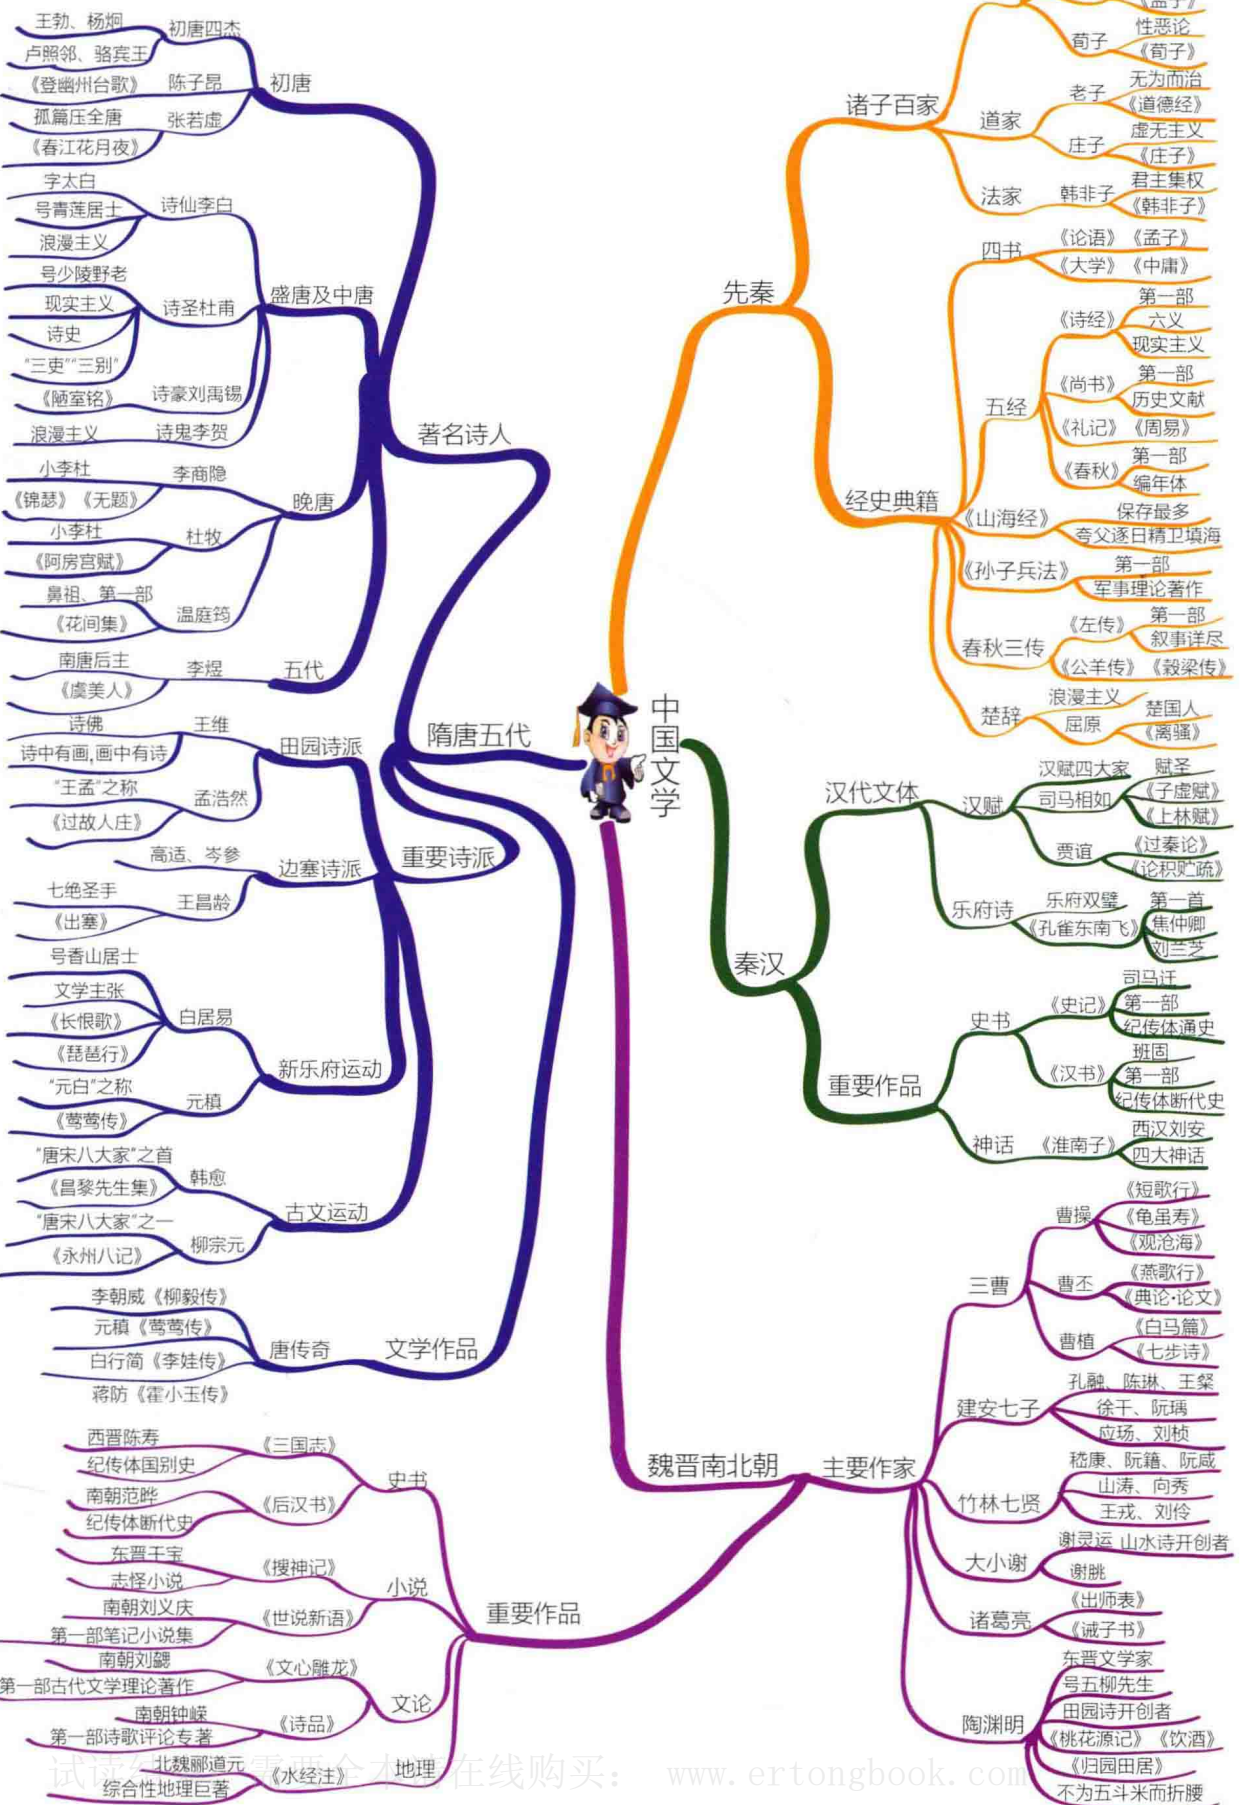 中国文学
先秦
诸子百家
《孟子》
荀子
性恶论
《荀子》
道家
老子
无为而治
《道德经》
庄子
虚无主义
《庄子》
法家
韩非子
君主集权
《韩非子》
经史典籍
四书
《论语》《孟子》
《大学》《中庸》
五经
《诗经》
第一部
六义
现实主义
《尚书》
第一部
历史文献
《礼记》《周易》
《春秋》
第一部
编年体
《山海经》
保存最多
夸父逐日精卫填海
《孙子兵法》
第一部
军事理论著作
春秋三传
《左传》
第一部
叙事详尽
《公羊传》《榖梁传》
楚辞
浪漫主义
屈原
楚国人
《离骚》
秦汉
汉代文体
汉赋
汉赋四大家
司马相如
赋圣
《子虚赋》
《上林赋》
贾谊
《过秦论》
《论积贮疏》
乐府诗
乐府双璧
《孔雀东南飞》
第一首
焦仲卿
刘兰芝
重要作品
史书
《史记》
司马迁
第一部
纪传体通史
《汉书》
班固
第一部
纪传体断代史
神话
《淮南子》
西汉刘安
四大神话
魏晋南北朝
主要作家
三曹
曹操
《短歌行》
《龟虽寿》
《观沧海》
曹丕
《燕歌行》
《典论·论文》
曹植
《白马篇》
《七步诗》
建安七子
孔融、陈琳、王粲
徐干、阮瑀
应场、刘桢
竹林七贤
嵇康、阮籍、阮咸
山涛、向秀
王戎、刘伶
大小谢
谢灵运 山水诗开创者
谢朓
诸葛亮
《出师表》
《诫子书》
陶渊明
东晋文学家
号五柳先生
田园诗开创者
《桃花源记》《饮酒》
《归园田居》
不为五斗米而折腰
重要作品
史书
《三国志》
西晋陈寿
纪传体国别史
《后汉书》
南朝范晔
纪传体断代史
小说
《搜神记》
东晋干宝
志怪小说
《世说新语》
南朝刘义庆
第一部笔记小说集
文论
《文心雕龙》
南朝刘勰
第一部古代文学理论著作
《诗品》
南朝钟嵘
第一部诗歌评论专著
地理
《水经注》
北魏郦道元
综合性地理巨著
隋唐五代
著名诗人
初唐
初唐四杰
王勃、杨炯
卢照邻、骆宾王
陈子昂
《登幽州台歌》
张若虚
孤篇压全唐
《春江花月夜》
盛唐及中唐
诗仙李白
字太白
号青莲居士
浪漫主义
诗圣杜甫
号少陵野老
现实主义
诗史
“三吏”“三别”
诗豪刘禹锡
《陋室铭》
诗鬼李贺
浪漫主义
晚唐
李商隐
小李杜
《锦瑟》《无题》
杜牧
小李杜
《阿房宫赋》
温庭筠
鼻祖、第一部
《花间集》
五代
李煜
南唐后主
《虞美人》
重要诗派
田园诗派
王维
诗佛
诗中有画,画中有诗
孟浩然
“王孟”之称
《过故人庄》
边塞诗派
高适、岑参
王昌龄
七绝圣手
《出塞》
新乐府运动
白居易
号香山居士
文学主张
《长恨歌》
《琵琶行》
元稹
“元白”之称
《莺莺传》
古文运动
韩愈
“唐宋八大家”之首
《昌黎先生集》
柳宗元
“唐宋八大家”之一
《永州八记》
文学作品
唐传奇
李朝威《柳毅传》
元稹《莺莺传》
白行简《李娃传》
蒋防《霍小玉传》
www.ertongbook.com